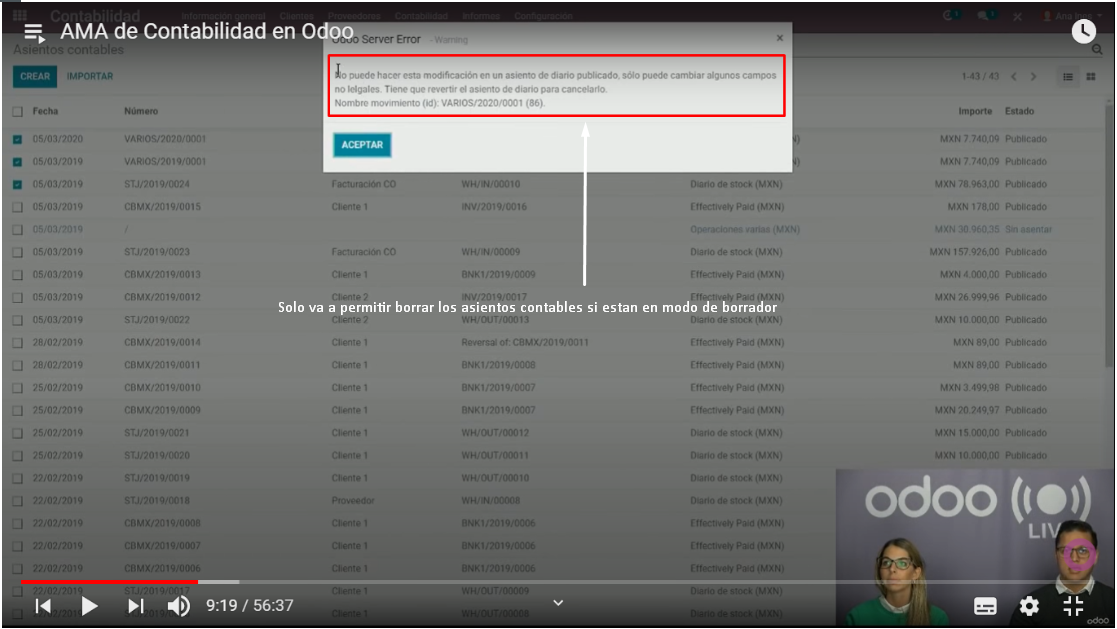 Contabilidad Información general Clientes Proveedores Contabilidad Informes Configuración
AMA de Contabilidad en Odoo
Asientos contables
CREAR IMPORTAR
1-43 / 43
Odoo Server Error - Warning ×
No puede hacer esta modificación en un asiento de diario publicado, sólo puede cambiar algunos campos
no lelgales. Tiene que revertir el asiento de diario para cancelarlo.
Nombre movimiento (id): VARIOS/2020/0001 (86).
ACEPTAR
Fecha Número Importe Estado
05/03/2020 VARIOS/2020/0001 MXN 7.740,09 Publicado
05/03/2019 VARIOS/2019/0001 MXN 7.740,09 Publicado
05/03/2019 STJ/2019/0024 Facturación CO WH/IN/00010 Diario de stock (MXN) MXN 78.963,00 Publicado
05/03/2019 CBMX/2019/0015 Cliente 1 INV/2019/0016 Effectively Paid (MXN) MXN 178,00 Publicado
05/03/2019 / Operaciones varias (MXN) MXN 30.960,35 Sin asentar
05/03/2019 STJ/2019/0023 Facturación CO WH/IN/00009 Diario de stock (MXN) MXN 157.926,00 Publicado
05/03/2019 CBMX/2019/0013 Cliente 1 BNK1/2019/0009 Effectively Paid (MXN) MXN 4.000,00 Publicado
05/03/2019 CBMX/2019/0012 Cliente 2 INV/2019/0017 Effectively Paid (MXN) MXN 26.999,96 Publicado
Solo va a permitir borrar los asientos contables si estan en modo de borrador
05/03/2019 STJ/2019/0022 Cliente 2 WH/OUT/00013 Diario de stock (MXN) MXN 10.000,00 Publicado
28/02/2019 CBMX/2019/0014 Cliente 1 Reversal of: CBMX/2019/0011 Effectively Paid (MXN) MXN 89,00 Publicado
28/02/2019 CBMX/2019/0011 Cliente 1 BNK1/2019/0008 Effectively Paid (MXN) MXN 89,00 Publicado
25/02/2019 CBMX/2019/0010 Cliente 1 BNK1/2019/0007 Effectively Paid (MXN) MXN 3.499,98 Publicado
25/02/2019 CBMX/2019/0009 Cliente 1 BNK1/2019/0007 Effectively Paid (MXN) MXN 20.249,97 Publicado
25/02/2019 STJ/2019/0021 Cliente 1 WH/OUT/00012 Diario de stock (MXN) MXN 15.000,00 Publicado
25/02/2019 STJ/2019/0020 Cliente 1 WH/OUT/00011 Diario de stock (MXN) MXN 10.000,00 Publicado
22/02/2019 STJ/2019/0019 Cliente 1 WH/OUT/00010 Diario de stock (MXN)
22/02/2019 STJ/2019/0018 Proveedor WH/IN/00008 Diario de stock (MXN)
22/02/2019 CBMX/2019/0008 Cliente 1 BNK1/2019/0006 Effectively Paid (MXN)
22/02/2019 CBMX/2019/0007 Cliente 1 BNK1/2019/0006 Effectively Paid (MXN)
22/02/2019 CBMX/2019/0006 Cliente 1 BNK1/2019/0006 Effectively Paid (MXN)
22/02/2019 STJ/2019/0017 Cliente 1 WH/OUT/00009 Diario de stock (MXN)
Cliente 1 WH/OUT/00008 Diario de stock (MXN)
odoo
LIVE
9:19 / 56:37
odoo